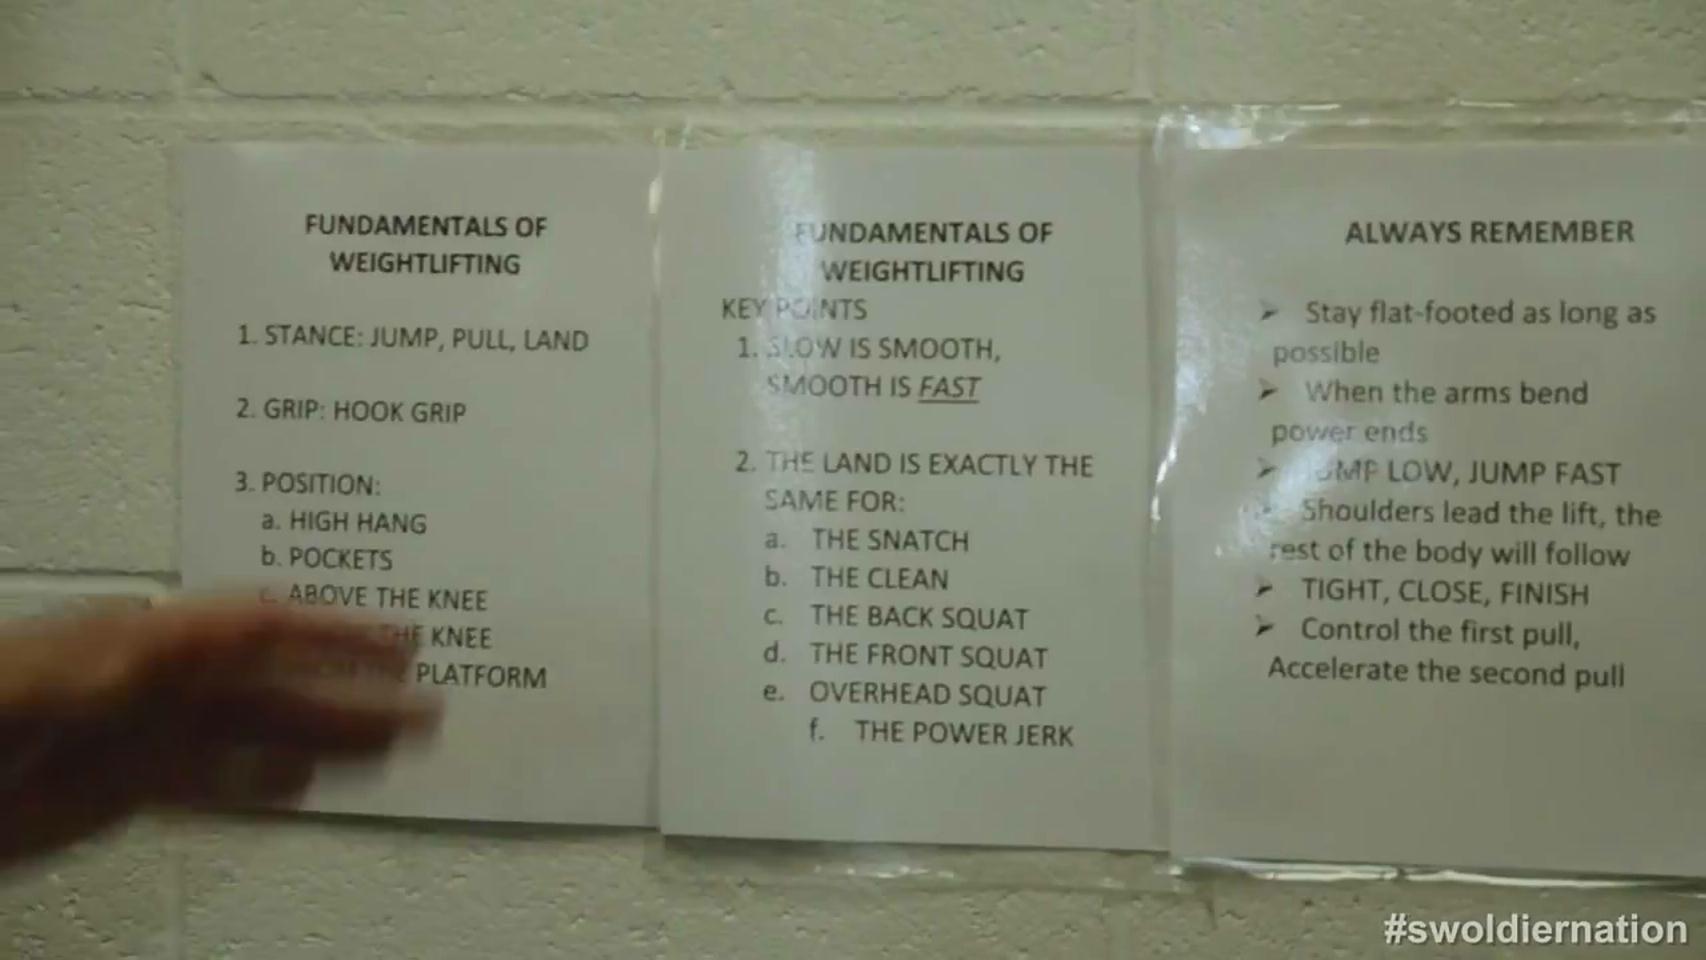 FUNDAMENTALS OF
WEIGHTLIFTING
1. STANCE: JUMP, PULL, LAND
2. GRIP: HOOK GRIP
3. POSITION:
a. HIGH HANG
b. POCKETS
c. ABOVE THE KNEE
THE KNEE
PLATFORM
FUNDAMENTALS OF
WEIGHTLIFTING
KEY POINTS
1. SLOW IS SMOOTH,
SMOOTH IS FAST
2. THE LAND IS EXACTLY THE
SAME FOR:
a. THE SNATCH
b. THE CLEAN
c. THE BACK SQUAT
d. THE FRONT SQUAT
e. OVERHEAD SQUAT
f. THE POWER JERK
ALWAYS REMEMBER
➢ Stay flat-footed as long as
possible
➢ When the arms bend
power ends
➢ JUMP LOW, JUMP FAST
➢ Shoulders lead the lift, the
rest of the body will follow
➢ TIGHT, CLOSE, FINISH
➢ Control the first pull,
Accelerate the second pull
#swoldiernation